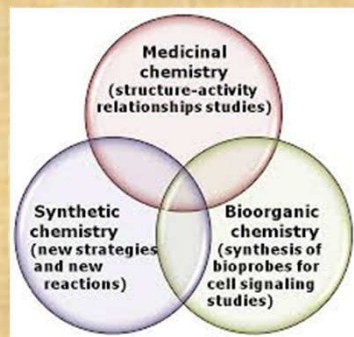 Medicinal
chemistry
(structure-activity
relationships studies)
Synthetic
chemistry
(new strategies
and new
reactions)
Bioorganic
chemistry
(synthesis of
bioprobes for
cell signaling
studies)